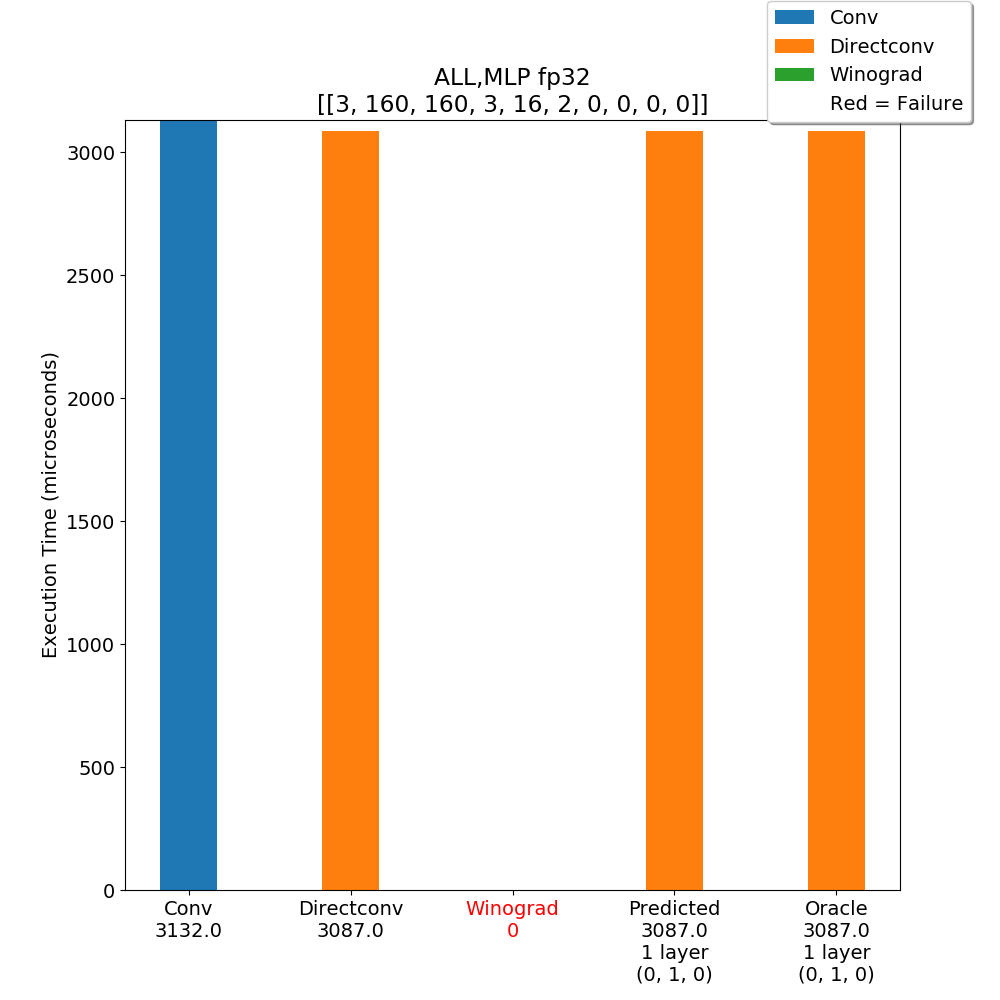 Conv
Directconv
Winograd
Red = Failure
ALL,MLP fp32
[[3, 160, 160, 3, 16, 2, 0, 0, 0, 0]]
Execution Time (microseconds)
3000
2500
2000
1500
1000
500
0
Conv
3132.0
Directconv
3087.0
Winograd
0
Predicted
3087.0
1 layer
(0, 1, 0)
Oracle
3087.0
1 layer
(0, 1, 0)